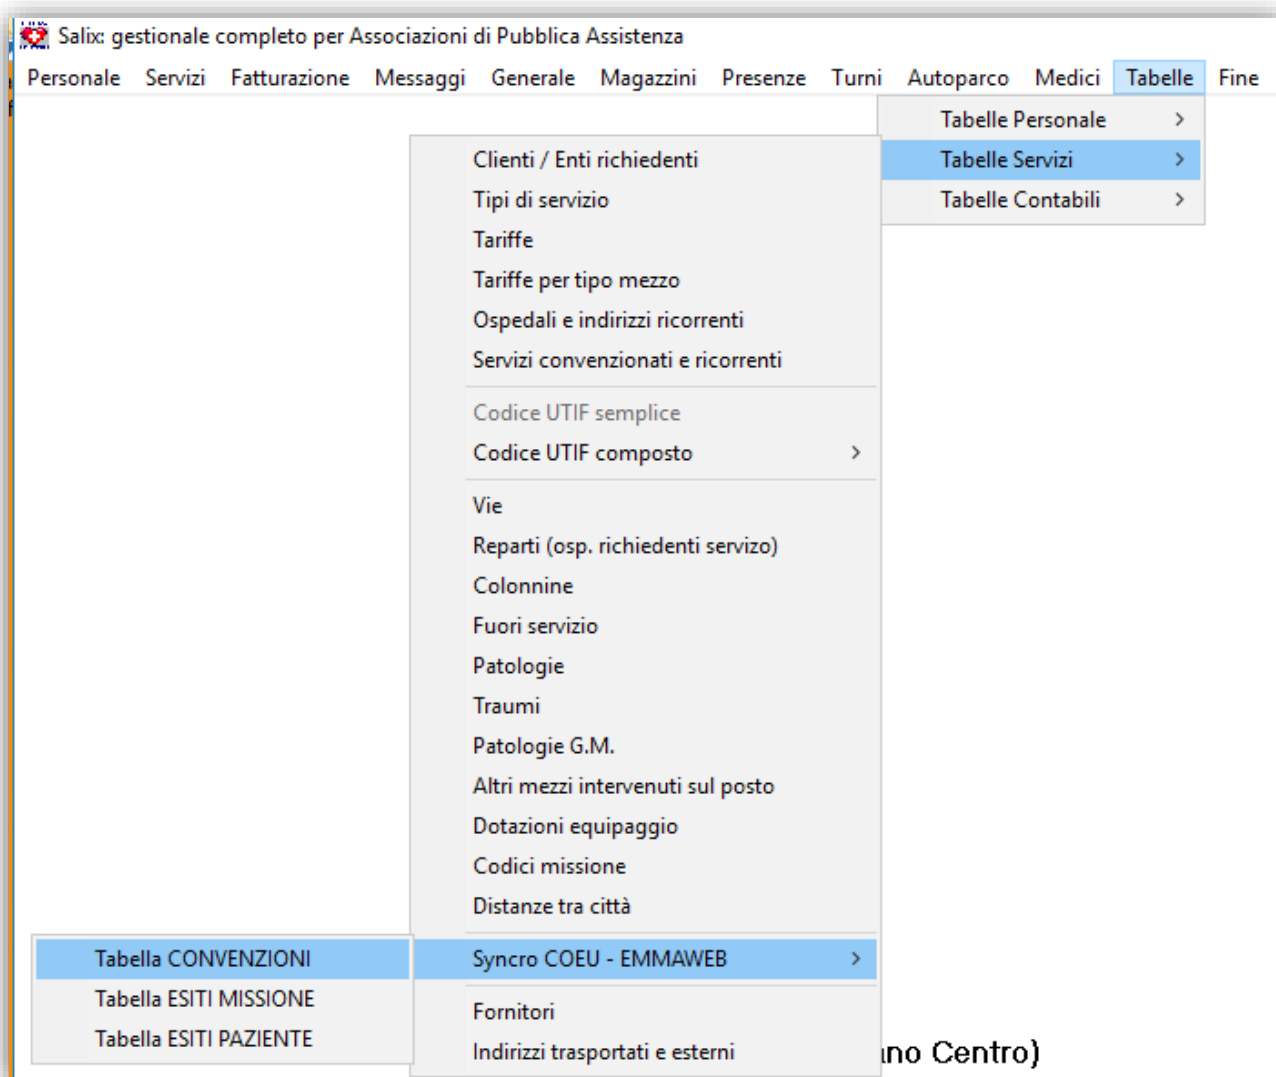 Salix: gestionale completo per Associazioni di Pubblica Assistenza
Personale Servizi Fatturazione Messaggi Generale Magazzini Presenze Turni Autoparco Medici Tabelle Fine
Tabelle Personale
Tabelle Servizi
Tabelle Contabili
Clienti / Enti richiedenti
Tipi di servizio
Tariffe
Tariffe per tipo mezzo
Ospedali e indirizzi ricorrenti
Servizi convenzionati e ricorrenti
Codice UTIF semplice
Codice UTIF composto
Vie
Reparti (osp. richiedenti servizo)
Colonnine
Fuori servizio
Patologie
Traumi
Patologie G.M.
Altri mezzi intervenuti sul posto
Dotazioni equipaggio
Codici missione
Distanze tra città
Syncro COEU - EMMAWEB
Fornitori
Indirizzi trasportati e esterni
Tabella CONVENZIONI
Tabella ESITI MISSIONE
Tabella ESITI PAZIENTE
Centro)